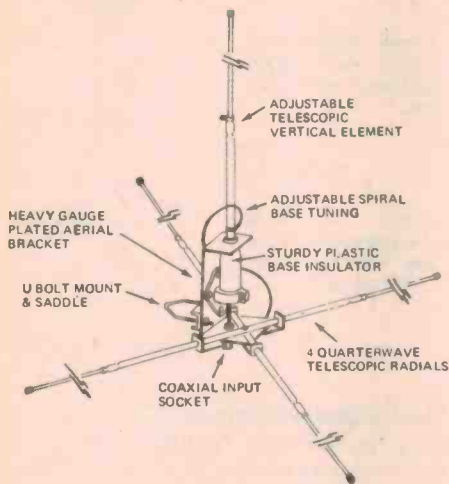 ADJUSTABLE
TELESCOPIC
VERTICAL ELEMENT
ADJUSTABLE SPIRAL
BASE TUNING
HEAVY GAUGE
PLATED AERIAL
BRACKET
STURDY PLASTIC
BASE INSULATOR
U BOLT MOUNT
& SADDLE
4 QUARTERWAVE
TELESCOPIC RADIALS
COAXIAL INPUT
SOCKET